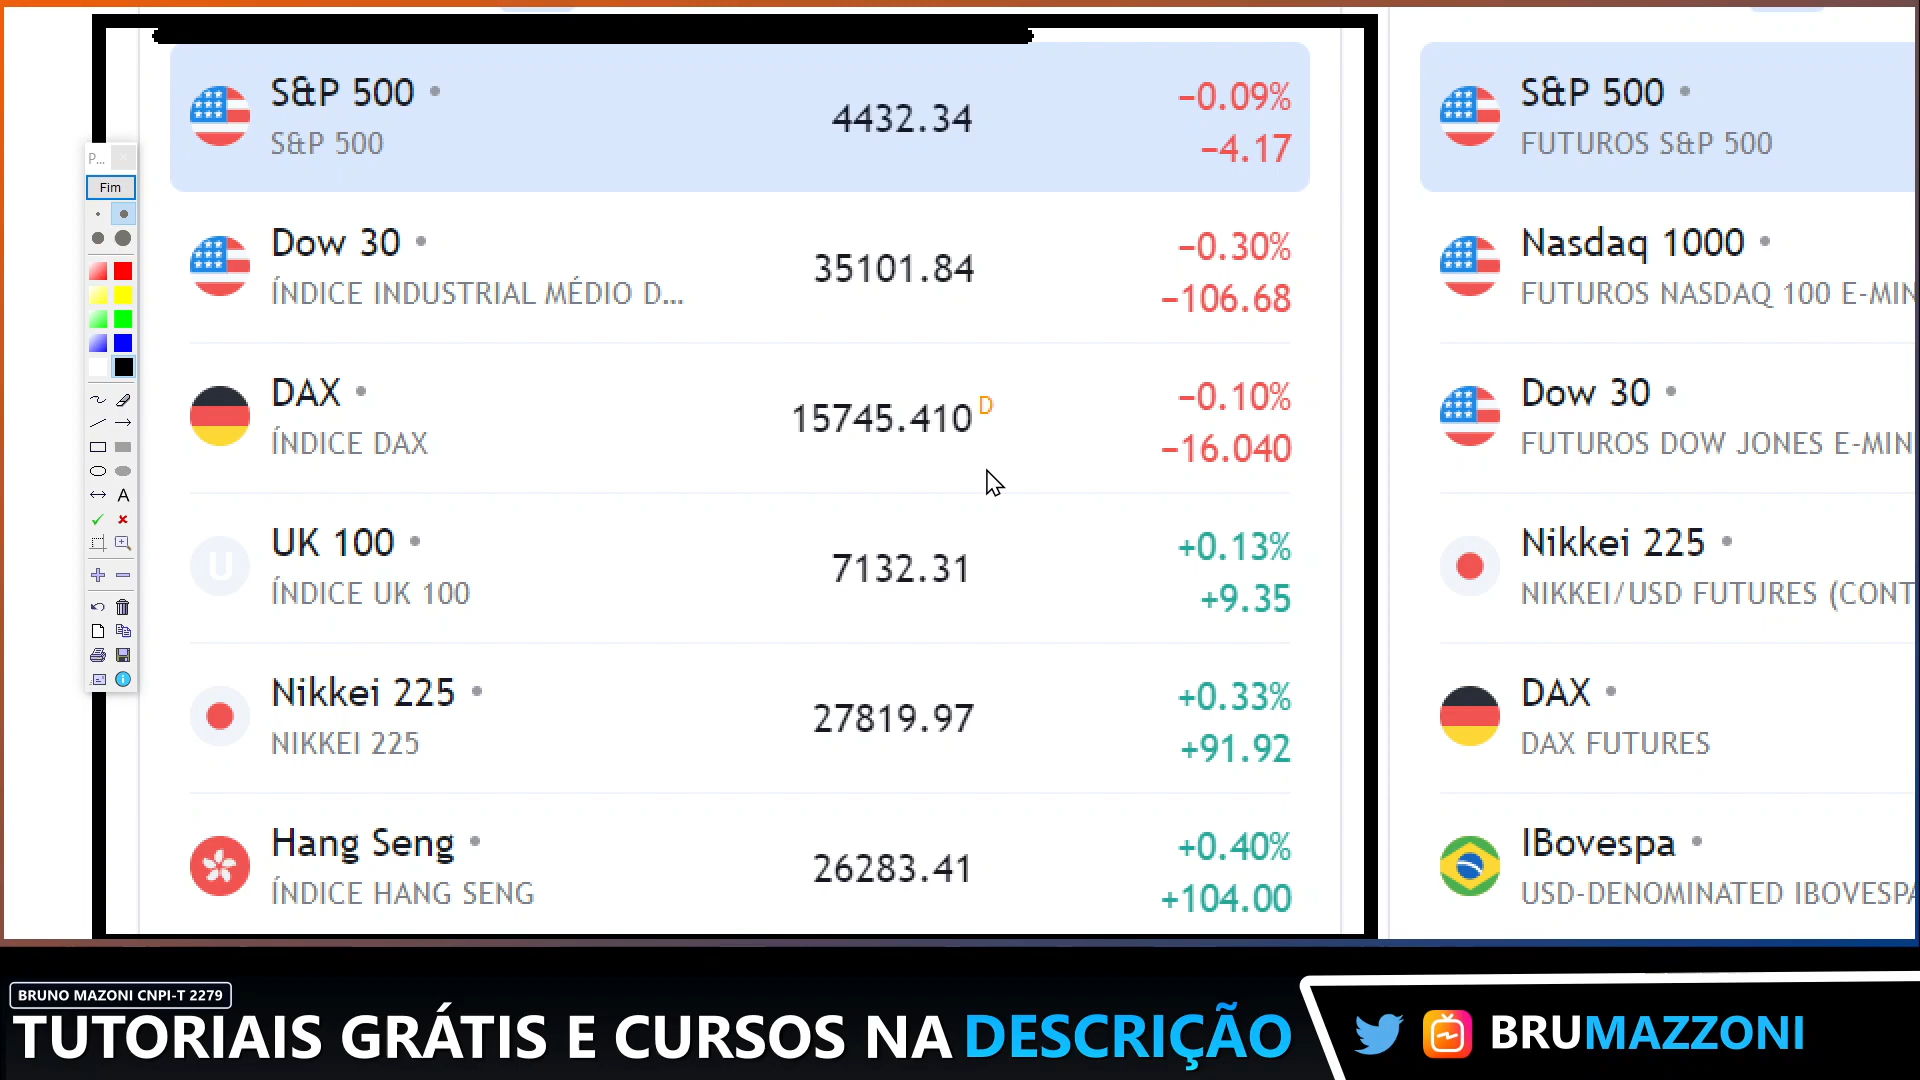 S&P 500
S&P 500
4432.34
−0.09%
−4.17
Dow 30
ÍNDICE INDUSTRIAL MÉDIO D...
35101.84
−0.30%
−106.68
DAX
ÍNDICE DAX
15745.410 D
−0.10%
−16.040
U
UK 100
ÍNDICE UK 100
7132.31
+0.13%
+9.35
Nikkei 225
NIKKEI 225
27819.97
+0.33%
+91.92
Hang Seng
ÍNDICE HANG SENG
26283.41
+0.40%
+104.00
S&P 500
FUTUROS S&P 500
Nasdaq 1000
FUTUROS NASDAQ 100 E-MIN
Dow 30
FUTUROS DOW JONES E-MIN
Nikkei 225
NIKKEI/USD FUTURES (CONT
DAX
DAX FUTURES
IBovespa
USD-DENOMINATED IBOVESPA
P...
Fim
A
BRUNO MAZONI CNPI-T 2279
TUTORIAIS GRÁTIS E CURSOS NA DESCRIÇÃO
BRUMAZZONI